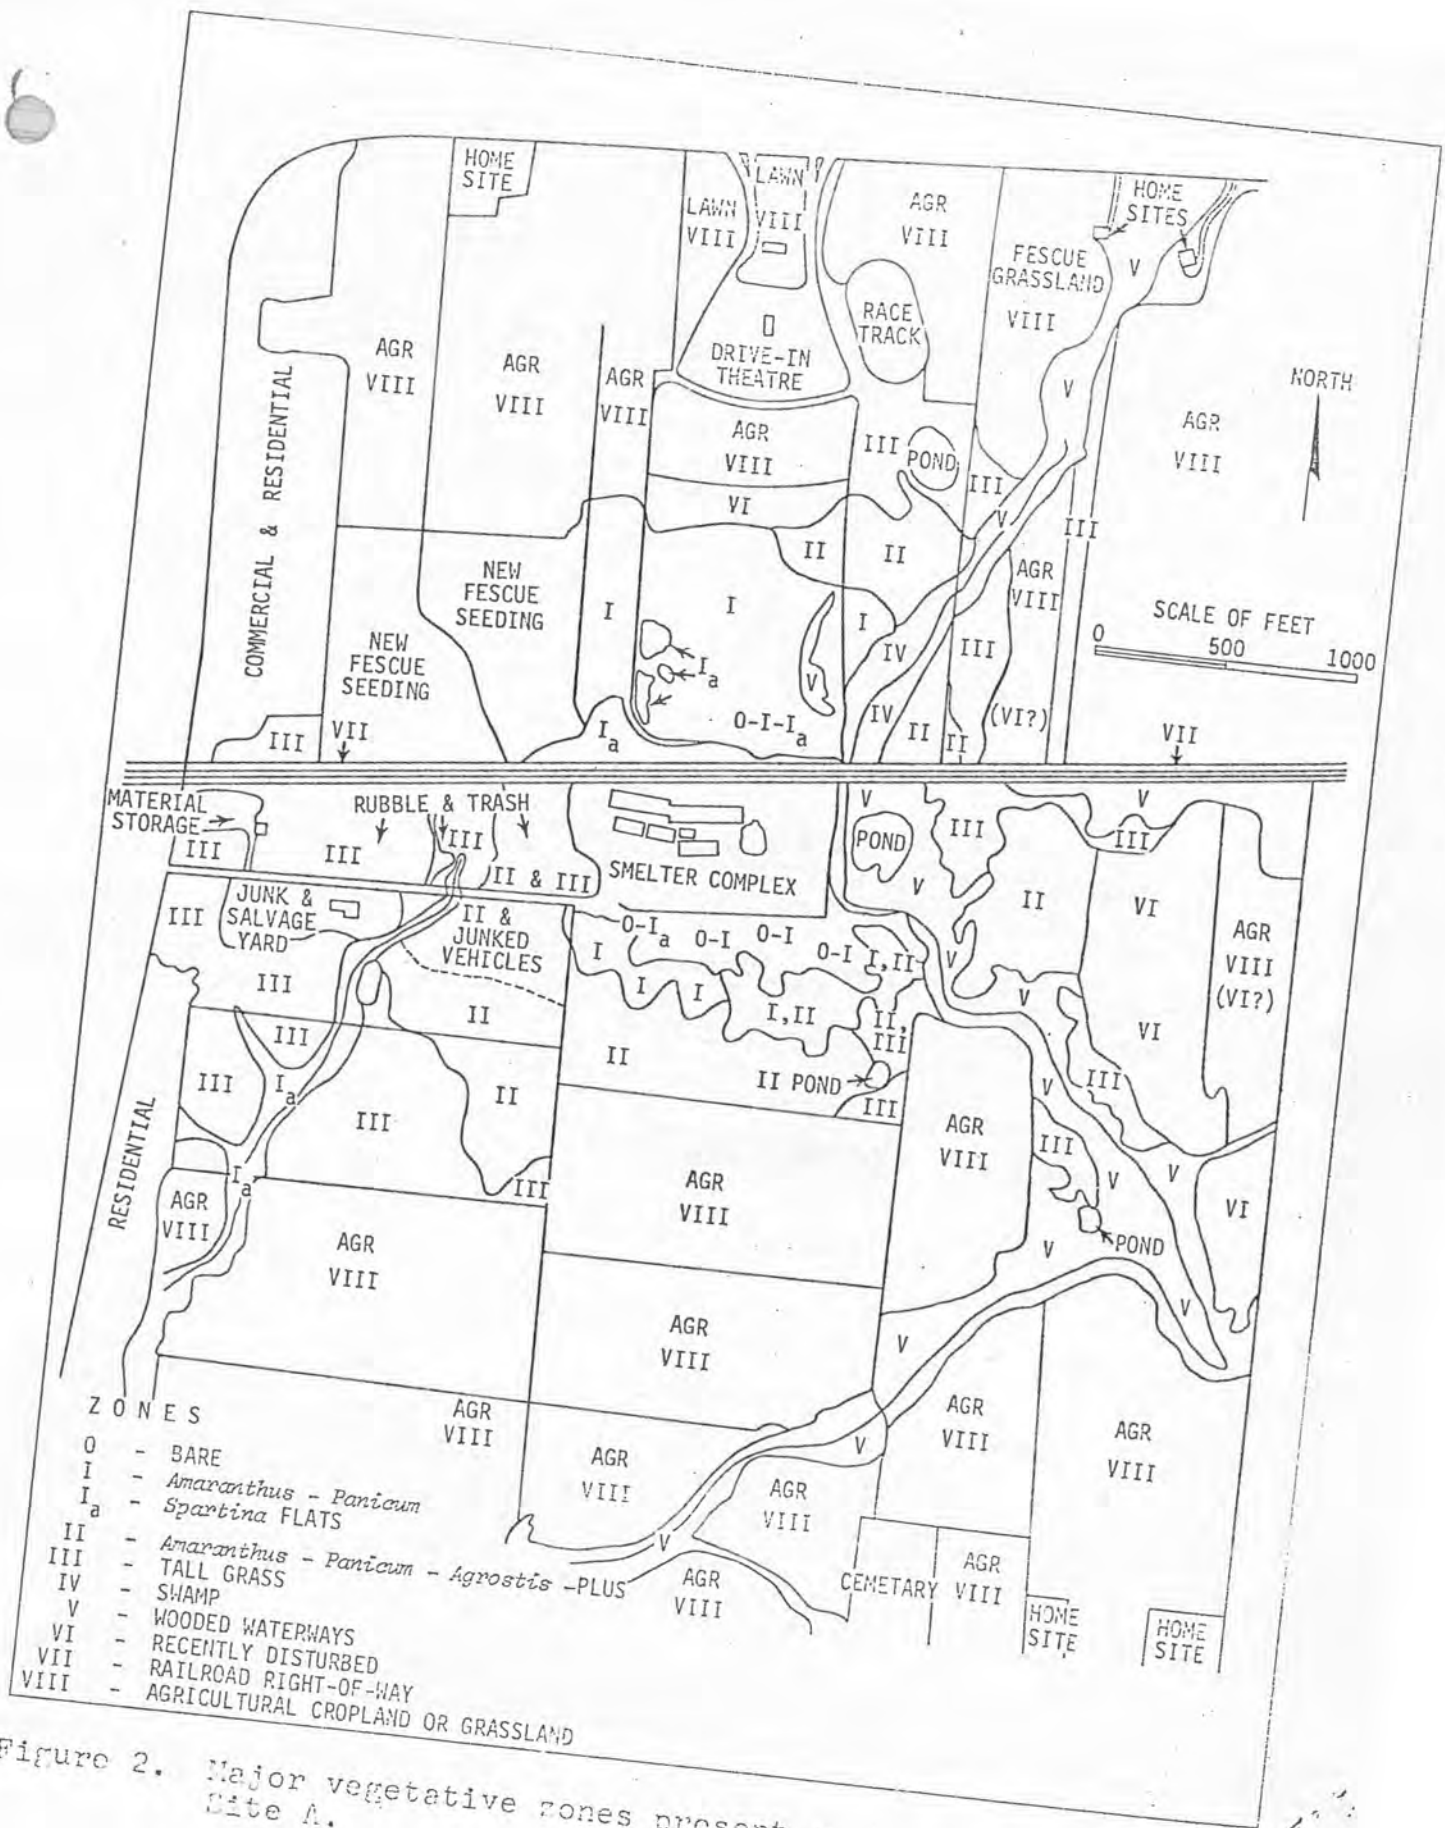 HOME
SITE
LAWN
VIII
LAWN
VIII
AGR
VIII
HOME
SITES
FESCUE
GRASSLAND
VIII
V
RACE
TRACK
DRIVE-IN
THEATRE
AGR
VIII
AGR
VIII
AGR
VIII
V
NORTH
AGR
VIII
AGR
VIII
COMMERCIAL & RESIDENTIAL
III
POND
III
VI
V
III
II
II
AGR
VIII
NEW
FESCUE
SEEDING
I
I
I
SCALE OF FEET
0 500 1000
NEW
FESCUE
SEEDING
Ia
V
IV
III
III
VII
Ia
O-I-Ia
IV
II
II
(VI?)
VII
MATERIAL
STORAGE
RUBBLE & TRASH
V
V
III
III
III
III
POND
III
II & III
SMELTER COMPLEX
V
II
VI
JUNK &
SALVAGE
YARD
III
II &
JUNKED
VEHICLES
O-Ia
O-I
O-I
O-I
I,II
V
AGR
VIII
(VI?)
I
III
I
I
V
II
I,II
II,
III
VI
III
II
II POND
III
V
III
III
Ia
II
III
AGR
VIII
III
V
V
RESIDENTIAL
Ia
III
AGR
VIII
VI
AGR
VIII
POND
V
AGR
VIII
V
AGR
VIII
V
AGR
VIII
AGR
VIII
AGR
VIII
V
AGR
VIII
AGR
VIII
V
AGR
VIII
CEMETARY
AGR
VIII
HOME
SITE
HOME
SITE
ZONES
O - BARE
I - Amaranthus - Panicum
Ia - Spartina FLATS
II - Amaranthus - Panicum - Agrostis -PLUS
III - TALL GRASS
IV - SWAMP
V - WOODED WATERWAYS
VI - RECENTLY DISTURBED
VII - RAILROAD RIGHT-OF-WAY
VIII - AGRICULTURAL CROPLAND OR GRASSLAND
Figure 2. Major vegetative zones present
Site A.